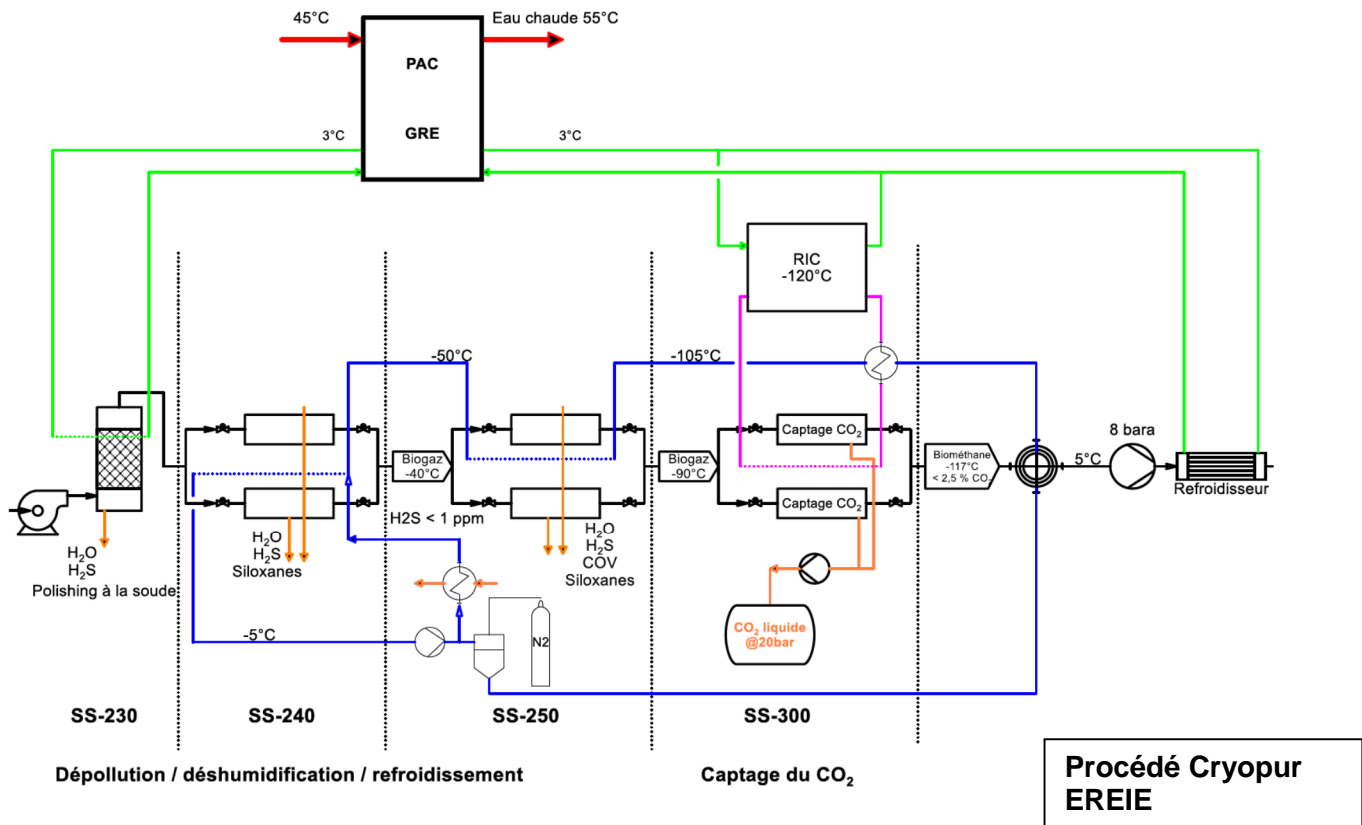 45°C
Eau chaude 55°C
PAC
GRE
3°C
3°C
RIC
-120°C
-50°C
-105°C
Captage CO₂
8 bara
Biogaz
-40°C
Biogaz
-90°C
Biométhane
-117°C
< 2,5 % CO₂
5°C
Refroidisseur
Captage CO₂
H2S < 1 ppm
H₂O
H₂S
Polishing à la soude
H₂O
H₂S
Siloxanes
H₂O
H₂S
COV
Siloxanes
-5°C
N2
CO₂ liquide
@20bar
SS-230
SS-240
SS-250
SS-300
Dépollution / déshumidification / refroidissement
Captage du CO₂
Procédé Cryopur
EREIE